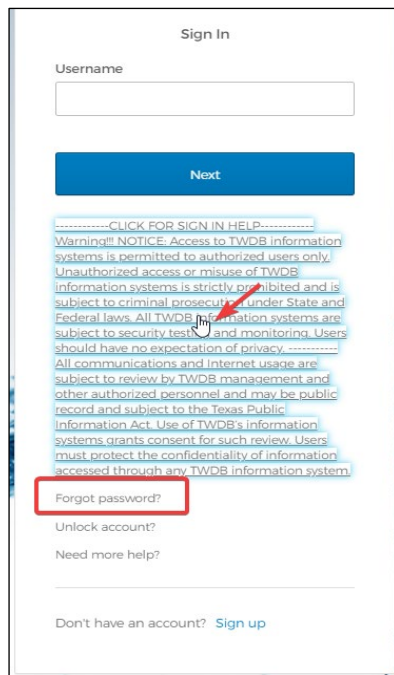 Sign In
Username
Next
------------CLICK FOR SIGN IN HELP------------
Warning!!! NOTICE: Access to TWDB information
systems is permitted to authorized users only.
Unauthorized access or misuse of TWDB
information systems is strictly prohibited and is
subject to criminal prosecution under State and
Federal laws. All TWDB information systems are
subject to security testing and monitoring. Users
should have no expectation of privacy. -----------
All communications and Internet usage are
subject to review by TWDB management and
other authorized personnel and may be public
record and subject to the Texas Public
Information Act. Use of TWDB's information
systems grants consent for such review. Users
must protect the confidentiality of information
accessed through any TWDB information system.
Forgot password?
Unlock account?
Need more help?
Don't have an account? Sign up